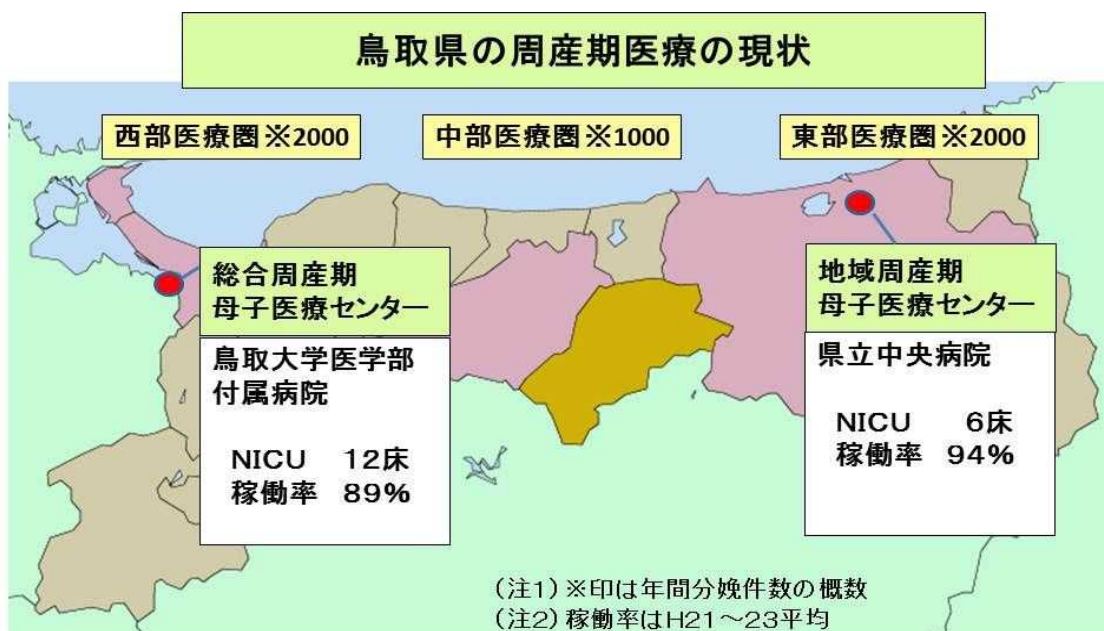 鳥取県の周産期医療の現状
西部医療圏※2000
中部医療圏※1000
東部医療圏※2000
総合周産期
母子医療センター
鳥取大学医学部
付属病院
NICU 12床
稼働率 89%
地域周産期
母子医療センター
県立中央病院
NICU 6床
稼働率 94%
(注1)※印は年間分娩件数の概数
(注2)稼働率はH21～23平均